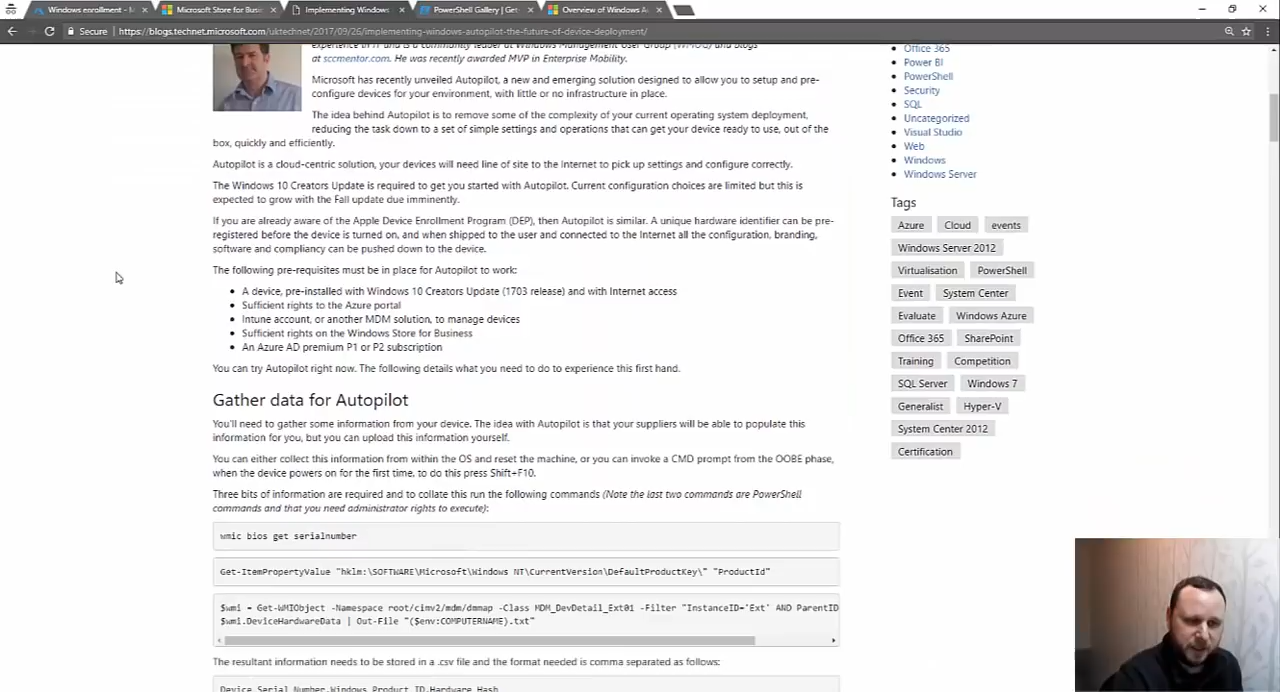 Windows enrollment - M
Microsoft Store for Busi
Implementing Windows
PowerShell Gallery | Get
Overview of Windows A
Secure | https://blogs.technet.microsoft.com/uktechnet/2017/09/26/implementing-windows-autopilot-the-future-of-device-deployment/
experience in IT and is a community leader at Windows Management User Group (WMUG) and blogs
at sccmentor.com. He was recently awarded MVP in Enterprise Mobility.
Microsoft has recently unveiled Autopilot, a new and emerging solution designed to allow you to setup and pre-
configure devices for your environment, with little or no infrastructure in place.
The idea behind Autopilot is to remove some of the complexity of your current operating system deployment,
reducing the task down to a set of simple settings and operations that can get your device ready to use, out of the
box, quickly and efficiently.
Autopilot is a cloud-centric solution, your devices will need line of site to the Internet to pick up settings and configure correctly.
The Windows 10 Creators Update is required to get you started with Autopilot. Current configuration choices are limited but this is
expected to grow with the Fall update due imminently.
If you are already aware of the Apple Device Enrollment Program (DEP), then Autopilot is similar. A unique hardware identifier can be pre-
registered before the device is turned on, and when shipped to the user and connected to the Internet all the configuration, branding,
software and compliancy can be pushed down to the device.
The following pre-requisites must be in place for Autopilot to work:
• A device, pre-installed with Windows 10 Creators Update (1703 release) and with Internet access
• Sufficient rights to the Azure portal
• Intune account, or another MDM solution, to manage devices
• Sufficient rights on the Windows Store for Business
• An Azure AD premium P1 or P2 subscription
You can try Autopilot right now. The following details what you need to do to experience this first hand.
Gather data for Autopilot
You'll need to gather some information from your device. The idea with Autopilot is that your suppliers will be able to populate this
information for you, but you can upload this information yourself.
You can either collect this information from within the OS and reset the machine, or you can invoke a CMD prompt from the OOBE phase,
when the device powers on for the first time, to do this press Shift+F10.
Three bits of information are required and to collate this run the following commands (Note the last two commands are PowerShell
commands and that you need administrator rights to execute):
wmic bios get serialnumber
Get-ItemPropertyValue "hklm:\SOFTWARE\Microsoft\Windows NT\CurrentVersion\DefaultProductKey\" "ProductId"
$wmi = Get-WMIObject -Namespace root/cimv2/mdm/dmmap -Class MDM_DevDetail_Ext01 -Filter "InstanceID='Ext' AND ParentID
$wmi.DeviceHardwareData | Out-File "($env:COMPUTERNAME).txt"
The resultant information needs to be stored in a .csv file and the format needed is comma separated as follows:
Device Serial Number,Windows Product ID,Hardware Hash
• Office 365
• Power BI
• PowerShell
• Security
• SQL
• Uncategorized
• Visual Studio
• Web
• Windows
• Windows Server
Tags
Azure Cloud events
Windows Server 2012
Virtualisation PowerShell
Event System Center
Evaluate Windows Azure
Office 365 SharePoint
Training Competition
SQL Server Windows 7
Generalist Hyper-V
System Center 2012
Certification